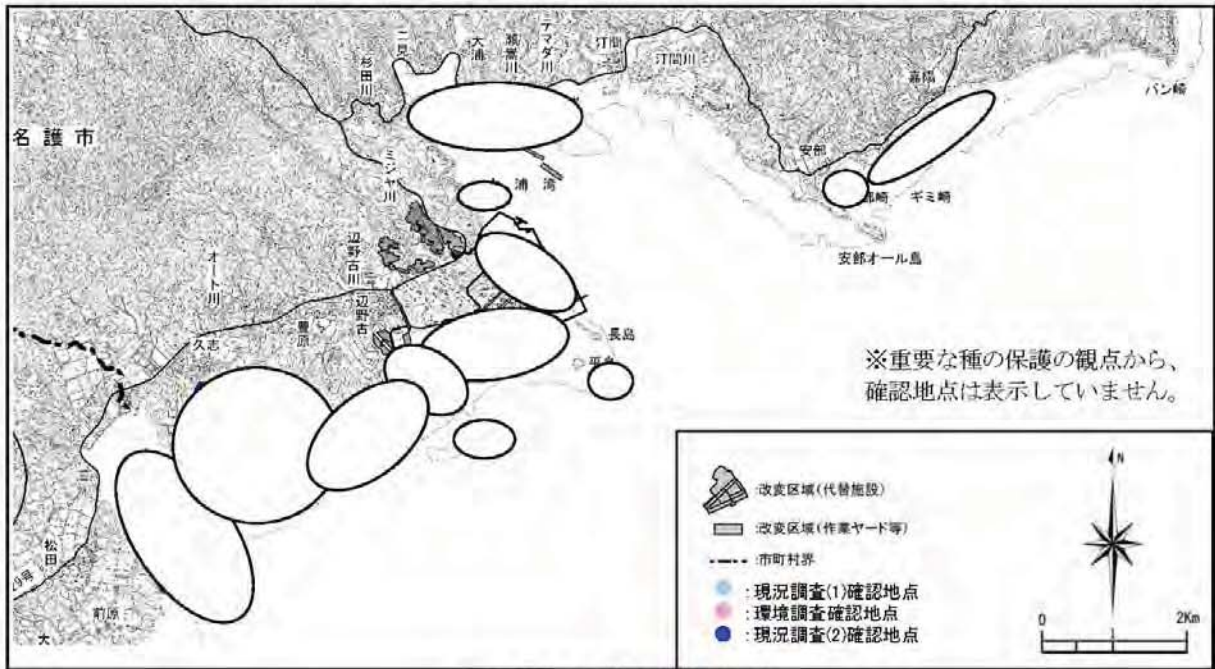 名護市
杉田川
二見
大浦
瀬嵩川
テマダ川
汀間
汀間川
嘉陽
バン崎
安部
ギミ崎
安部オール島
浦湾
ミジャ川
辺野古川
辺野古
豊原
オート川
久志
長島
松田
前原
大
※重要な種の保護の観点から、
確認地点は表示していません。
:改変区域(代替施設)
:改変区域(作業ヤード等)
:市町村界
:現況調査(1)確認地点
:環境調査確認地点
:現況調査(2)確認地点
N
0 2Km